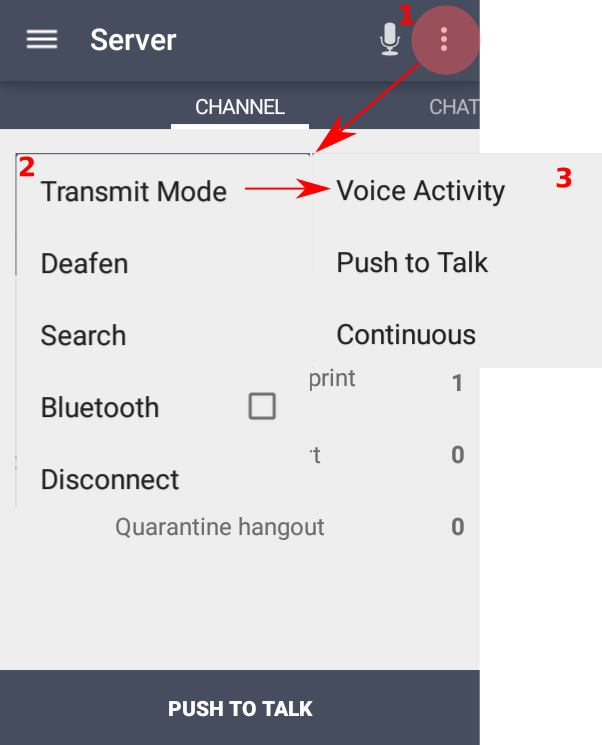 Server
1
CHANNEL
CHAT
2
Transmit Mode
Voice Activity
3
Deafen
Push to Talk
Search
Continuous
print
1
Bluetooth
rt
0
Disconnect
Quarantine hangout
0
PUSH TO TALK